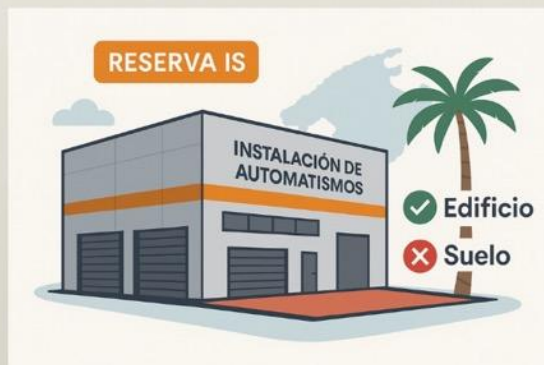 RESERVA IS
INSTALACIÓN DE
AUTOMATISMOS
Edificio
Suelo